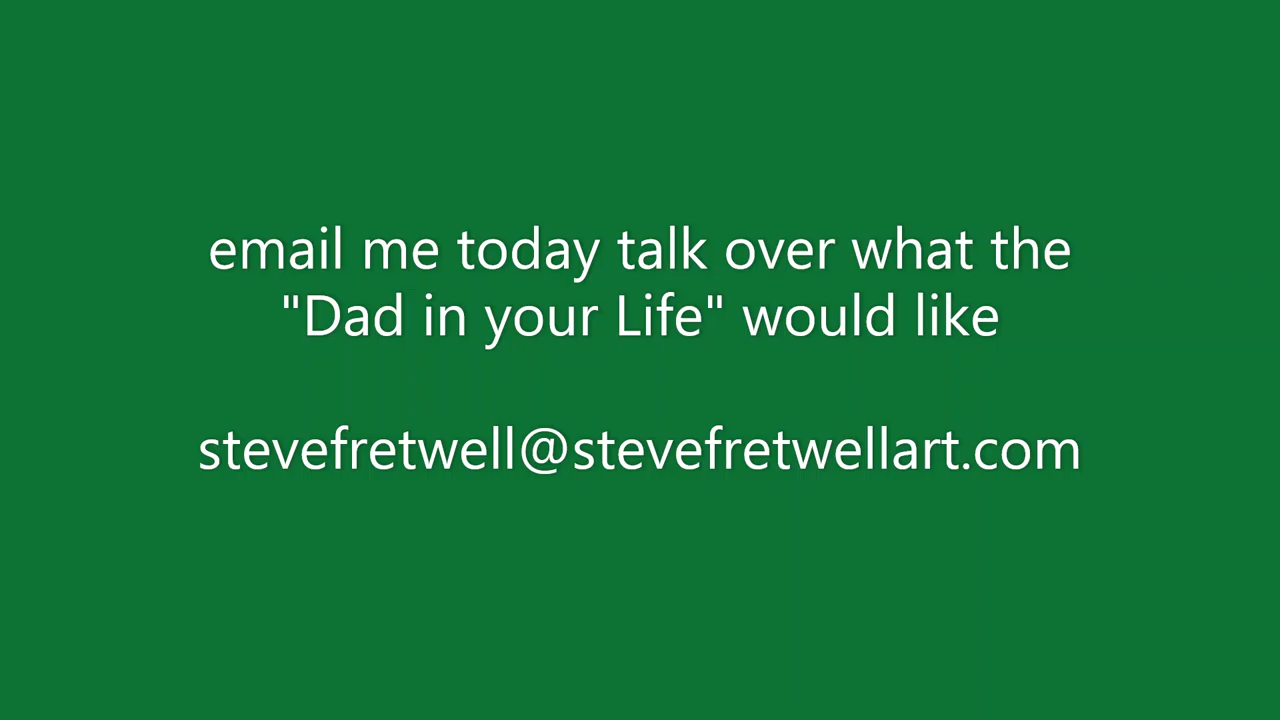 email me today talk over what the
"Dad in your Life" would like
stevefretwell@stevefretwellart.com